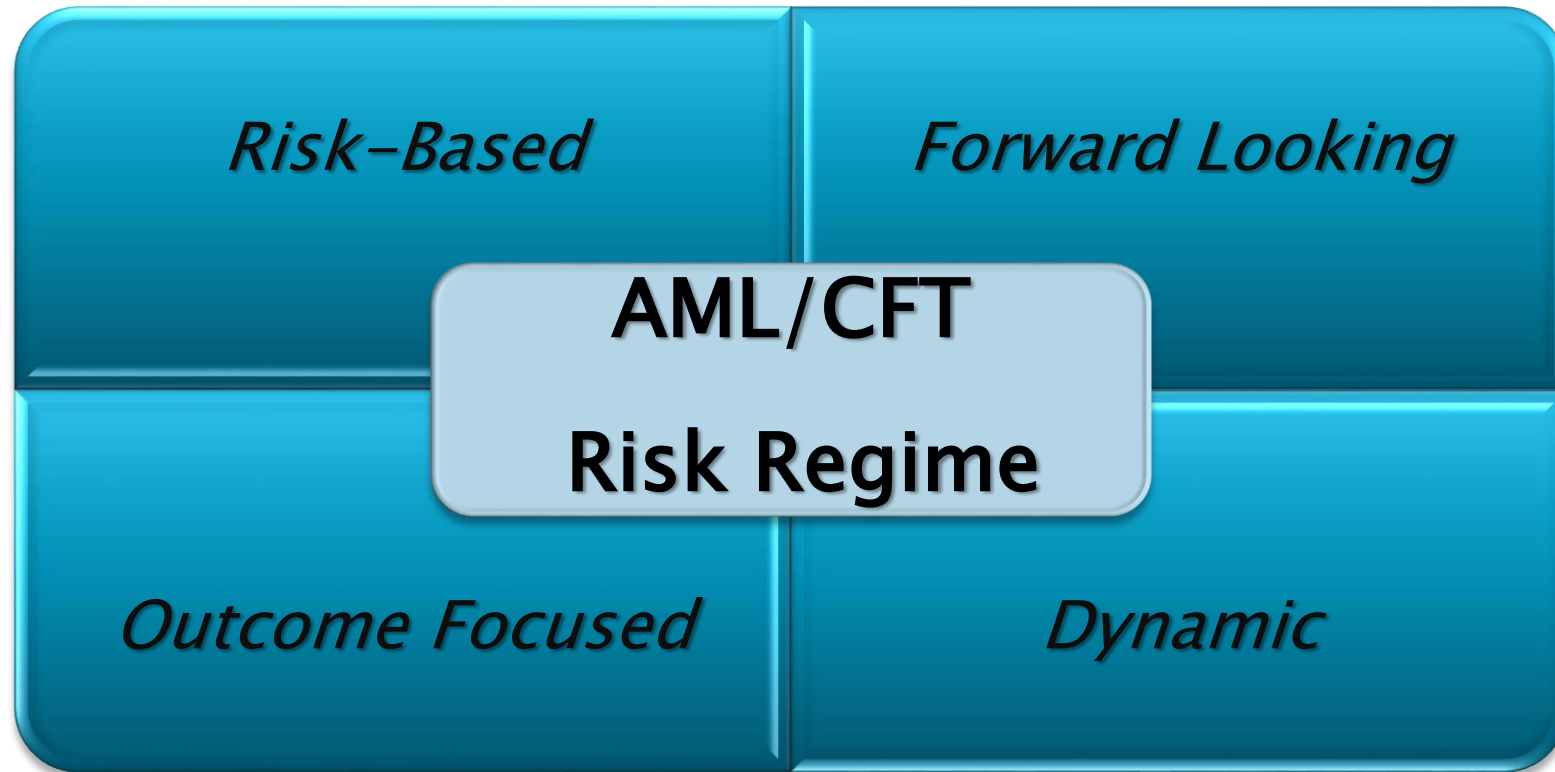 Risk-Based
Forward Looking
AML/CFT
Risk Regime
Outcome Focused
Dynamic